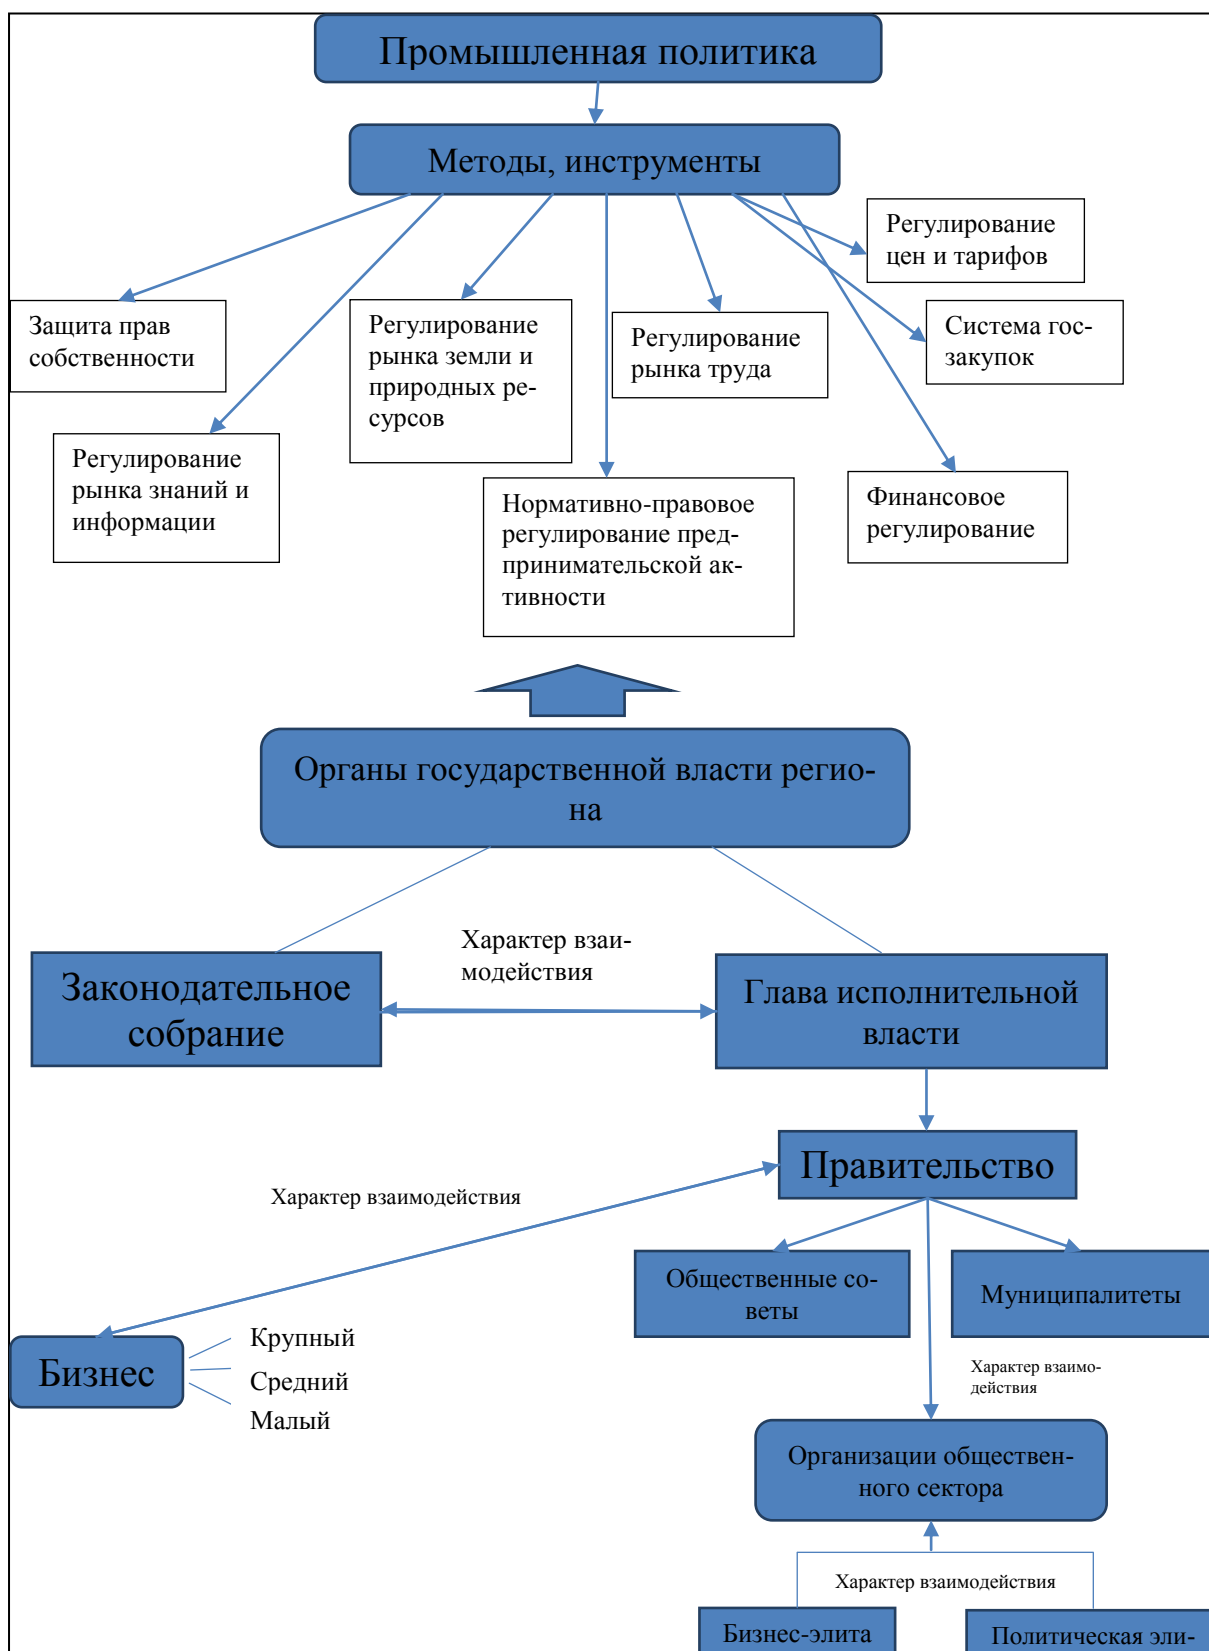 Промышленная политика
Методы, инструменты
Регулирование
цен и тарифов
Защита прав
собственности
Регулирование
рынка земли и
природных ре-
сурсов
Регулирование
рынка труда
Система гос-
закупок
Регулирование
рынка знаний и
информации
Нормативно-правовое
регулирование пред-
принимательской ак-
тивности
Финансовое
регулирование
Органы государственной власти регио-
на
Характер взаи-
модействия
Законодательное
собрание
Глава исполнительной
власти
Правительство
Характер взаимодействия
Общественные со-
веты
Муниципалитеты
Бизнес
Крупный
Средний
Малый
Характер взаимо-
действия
Организации обществен-
ного сектора
Характер взаимодействия
Бизнес-элита
Политическая эли-